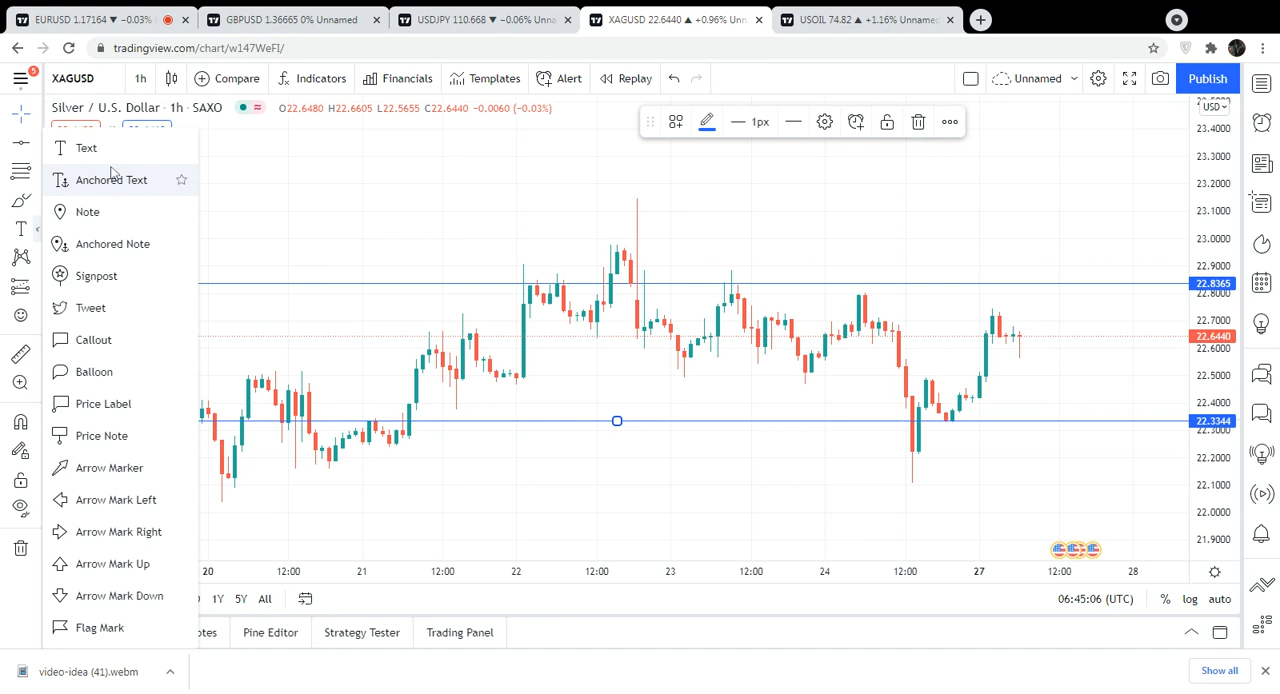 EURUSD 1.17164 ▼ −0.03%
GBPUSD 1.36665 0% Unnamed
USDJPY 110.668 ▼ −0.06% Unna
XAGUSD 22.6440 ▲ +0.96% Unn
USOIL 74.82 ▲ +1.16% Unnamed
tradingview.com/chart/w147WeFI/
5
XAGUSD 1h Compare Indicators Financials Templates Alert Replay Unnamed Publish
Silver / U.S. Dollar · 1h · SAXO O22.6480 H22.6605 L22.5655 C22.6440 −0.0060 (−0.03%)
USD
1px
Text
Anchored Text
Note
Anchored Note
Signpost
Tweet
Callout
Balloon
Price Label
Price Note
Arrow Marker
Arrow Mark Left
Arrow Mark Right
Arrow Mark Up
Arrow Mark Down
Flag Mark
23.4000
23.3000
23.2000
23.1000
23.0000
22.9000
22.8365
22.8000
22.7000
22.6440
22.6000
22.5000
22.4000
22.3344
22.3000
22.2000
22.1000
22.0000
21.9000
20 12:00 21 12:00 22 12:00 23 12:00 24 12:00 27 12:00 28
1Y 5Y All 06:45:06 (UTC) % log auto
otes Pine Editor Strategy Tester Trading Panel
video-idea (41).webm Show all